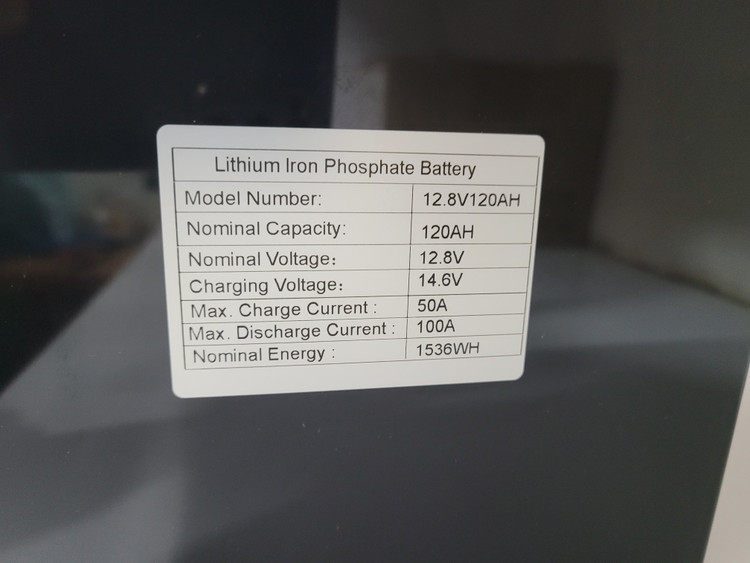 Lithium Iron Phosphate Battery
Model Number: 12.8V120AH
Nominal Capacity: 120AH
Nominal Voltage: 12.8V
Charging Voltage: 14.6V
Max. Charge Current : 50A
Max. Discharge Current : 100A
Nominal Energy : 1536WH